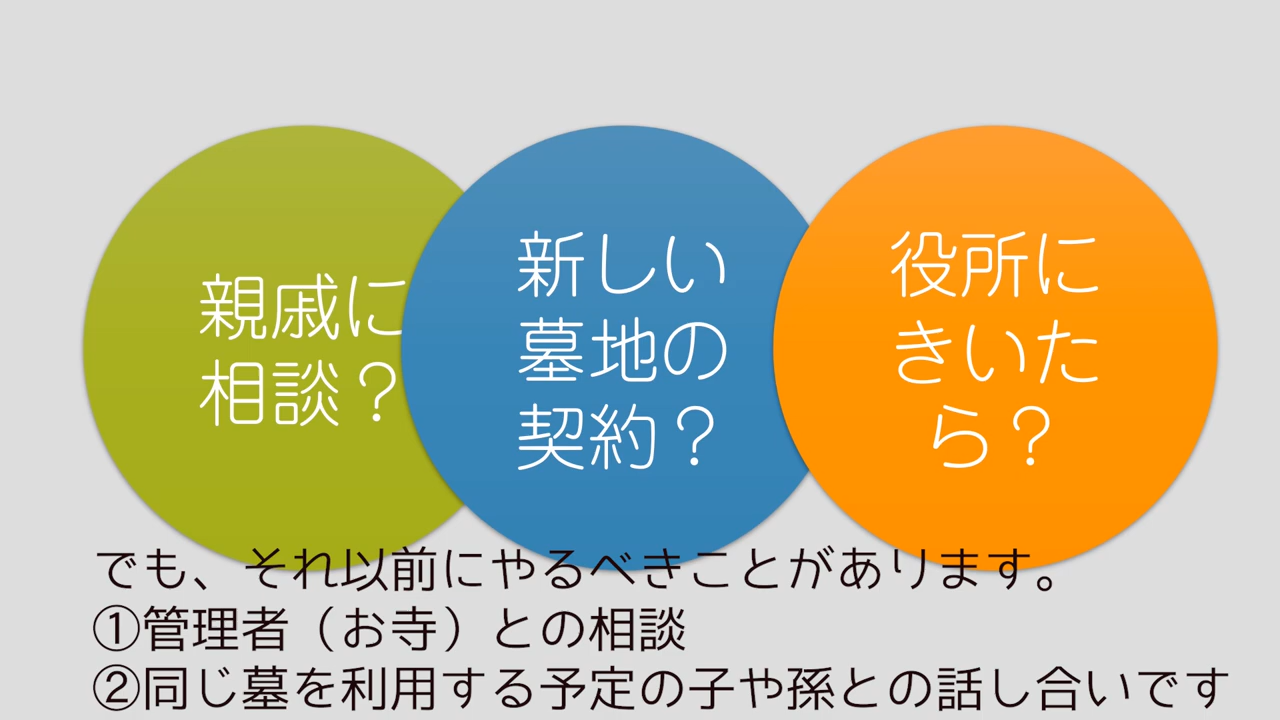 親戚に
相談？
新しい
墓地の
契約？
役所に
きいた
ら？
でも、それ以前にやるべきことがあります。
①管理者（お寺）との相談
②同じ墓を利用する予定の子や孫との話し合いです